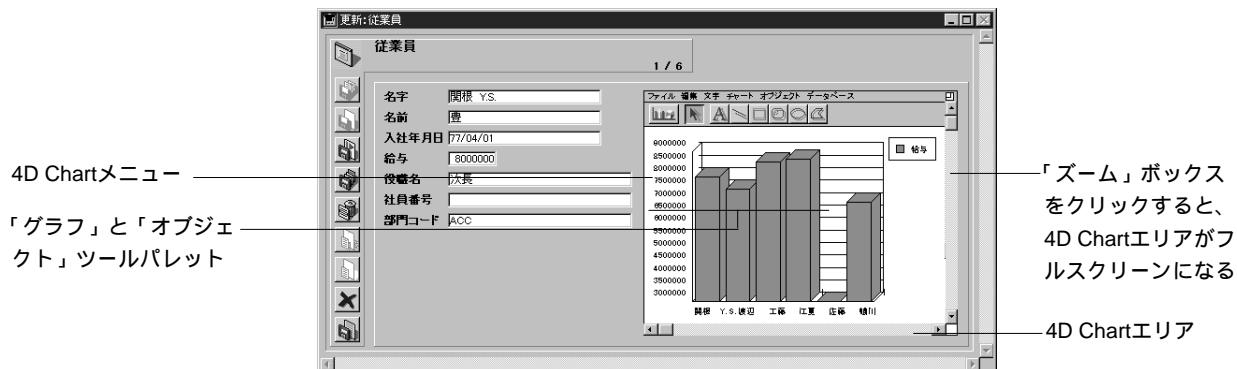 更新:従業員
従業員
1 / 6
名字 関根 Y.S.
名前 豊
入社年月日 77/04/01
給与 8000000
役職名 次長
社員番号
部門コード ACC
ファイル 編集 文字 チャート オブジェクト データベース
A
9000000
8500000
8000000
7500000
7000000
6500000
6000000
5500000
5000000
4500000
4000000
3500000
3000000
給与
関根 Y.S.渡辺 工藤 江夏 佐藤
4D Chartメニュー
「グラフ」と「オブジェ
クト」ツールパレット
「ズーム」ボックス
をクリックすると、
4D Chartエリアがフ
ルスクリーンになる
4D Chartエリア